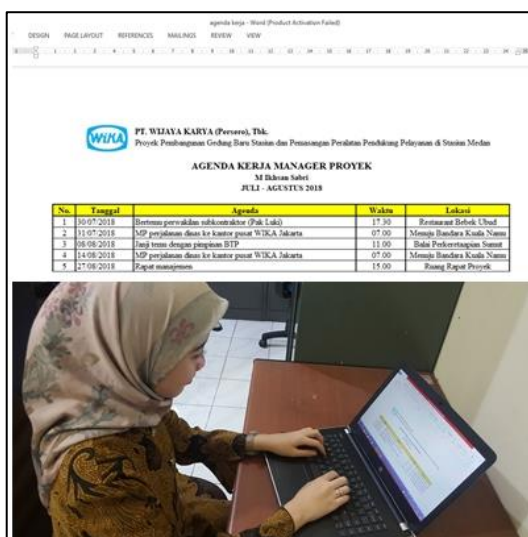 agenda kerja - Word (Product Activation Failed)
DESIGN PAGE LAYOUT REFERENCES MAILINGS REVIEW VIEW
WIKA
PT. WIJAYA KARYA (Persero), Tbk.
Proyek Pembangunan Gedung Baru Stasiun dan Pemasangan Peralatan Pendukung Pelayanan di Stasiun Medan
AGENDA KERJA MANAGER PROYEK
M Ikhsan Sabri
JULI - AGUSTUS 2018
No. Tanggal Agenda Waktu Lokasi
1 30/07/2018 Bertemu perwakilan subkontraktor (Pak Luki) 17.30 Restaurant Bebek Ubud
2 31/07/2018 MP perjalanan dinas ke kantor pusat WIKA Jakarta 07.00 Menuju Bandara Kuala Namu
3 08/08/2018 Janji temu dengan pimpinan BTP 11.00 Balai Perkeretaapian Sumut
4 14/08/2018 MP perjalanan dinas ke kantor pusat WIKA Jakarta 07.00 Menuju Bandara Kuala Namu
5 27/08/2018 Rapat manajemen 15.00 Ruang Rapat Proyek